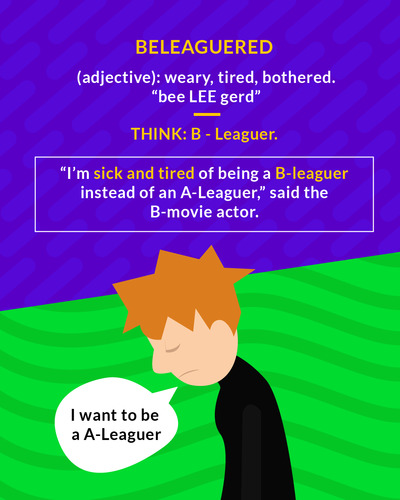 BELEAGUERED
(adjective): weary, tired, bothered.
“bee LEE gerd”
THINK: B - Leaguer.
“I’m sick and tired of being a B-leaguer
instead of an A-Leaguer,” said the
B-movie actor.
I want to be
a A-Leaguer